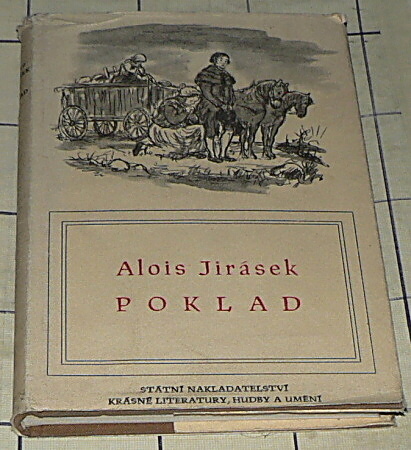 Alois Jirásek
POKLAD
STÁTNÍ NAKLADATELSTVÍ
KRÁSNÉ LITERATURY, HUDBY A UMĚNÍ